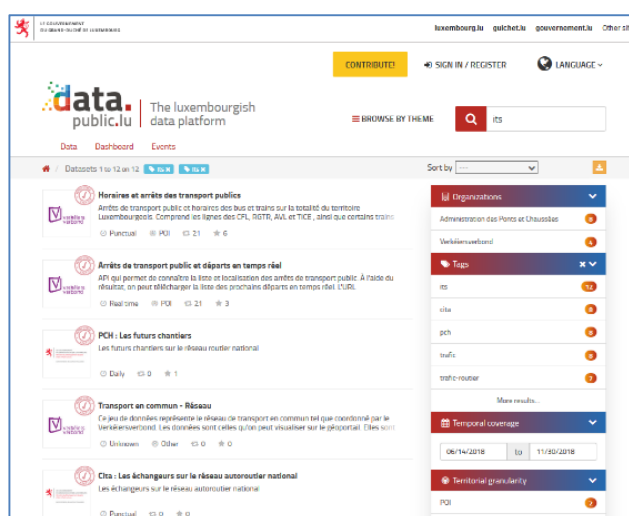 LE GOUVERNEMENT
DU GRAND-DUCHÉ DE LUXEMBOURG
luxembourg.lu guichet.lu gouvernement.lu Other sit
CONTRIBUTE! SIGN IN / REGISTER LANGUAGE
data.
public.lu
The luxembourgish
data platform
BROWSE BY THEME its
Data Dashboard Events
/ Datasets 1 to 12 on 12 its × its ×
Sort by ---
Horaires et arrêts des transport publics
Arrêts de transport public et horaires des bus et trains sur la totalité du territoire
Luxembourgeois. Comprend les lignes des CFL, RGTR, AVL et TICE , ainsi que certains trains
Punctual POI 21 6
Arrêts de transport public et départs en temps réel
API qui permet de connaître la liste et localisation des arrêts de transport public. À l'aide du
résultat, on peut télécharger la liste des prochains départs en temps réel. L'URL
Real time POI 21 3
PCH : Les futurs chantiers
Les futurs chantiers sur le réseau routier national
Daily 0 1
Transport en commun - Réseau
Ce jeu de données représente le réseau de transport en commun tel que coordonné par le
Verkéiersverbond. Les données sont celles qu'on peut visualiser sur le géoportail. Elles sont
Unknown Other 0 0
Cita : Les échangeurs sur le réseau autoroutier national
Les échangeurs sur le réseau autoroutier national
Punctual 0 0
Organizations
Administration des Ponts et Chaussées 8
Verkéiersverbond 4
Tags
its 12
cita 8
pch 8
trafic 8
trafic-routier 7
More results...
Temporal coverage
06/14/2018 to 11/30/2018
Territorial granularity
POI 7